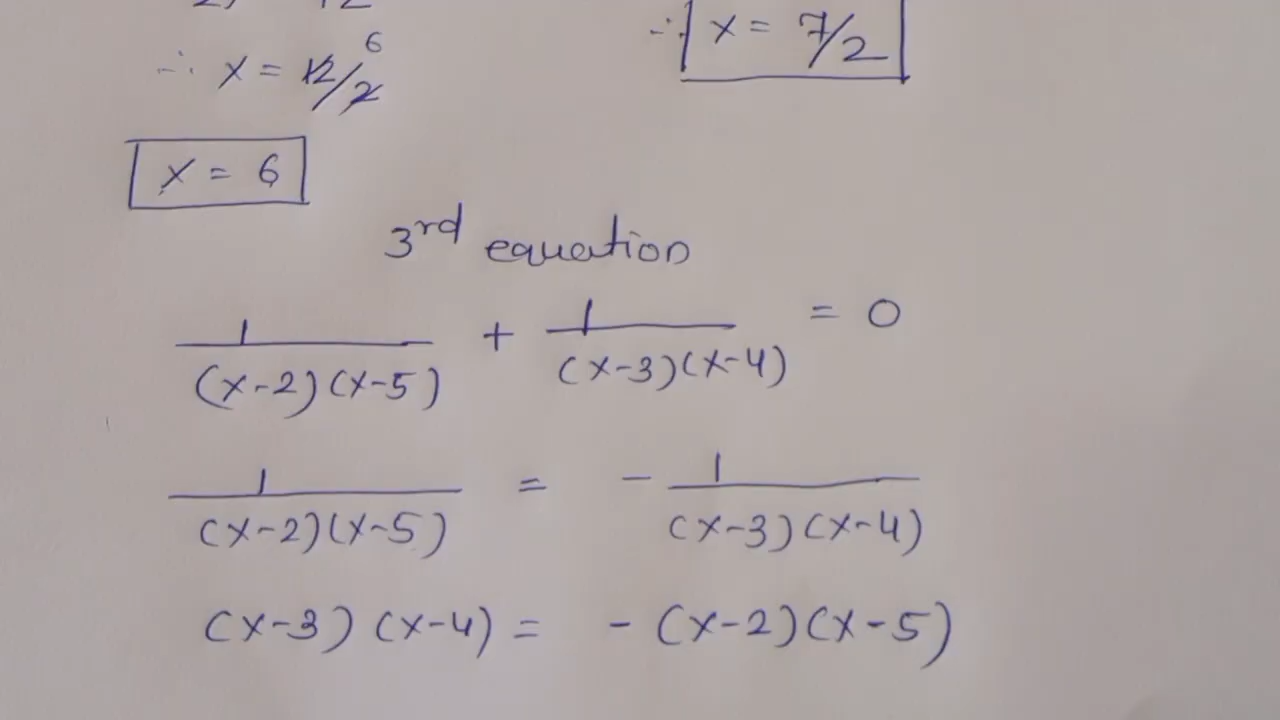 ∴ x = 12/2 6
∴ x = 7/2
x = 6
3rd equation
1/(x-2)(x-5) + 1/(x-3)(x-4) = 0
1/(x-2)(x-5) = - 1/(x-3)(x-4)
(x-3)(x-4) = - (x-2)(x-5)